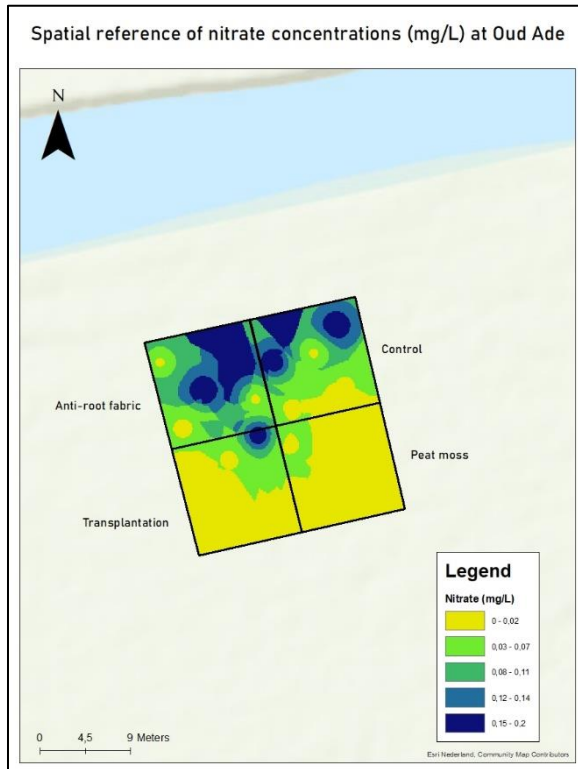 Spatial reference of nitrate concentrations (mg/L) at Oud Ade
N
Control
Anti-root fabric
Peat moss
Transplantation
Legend
Nitrate (mg/L)
0 - 0,02
0,03 - 0,07
0,08 - 0,11
0,12 - 0,14
0,15 - 0,2
0 4,5 9 Meters
Esri Nederland, Community Map Contributors